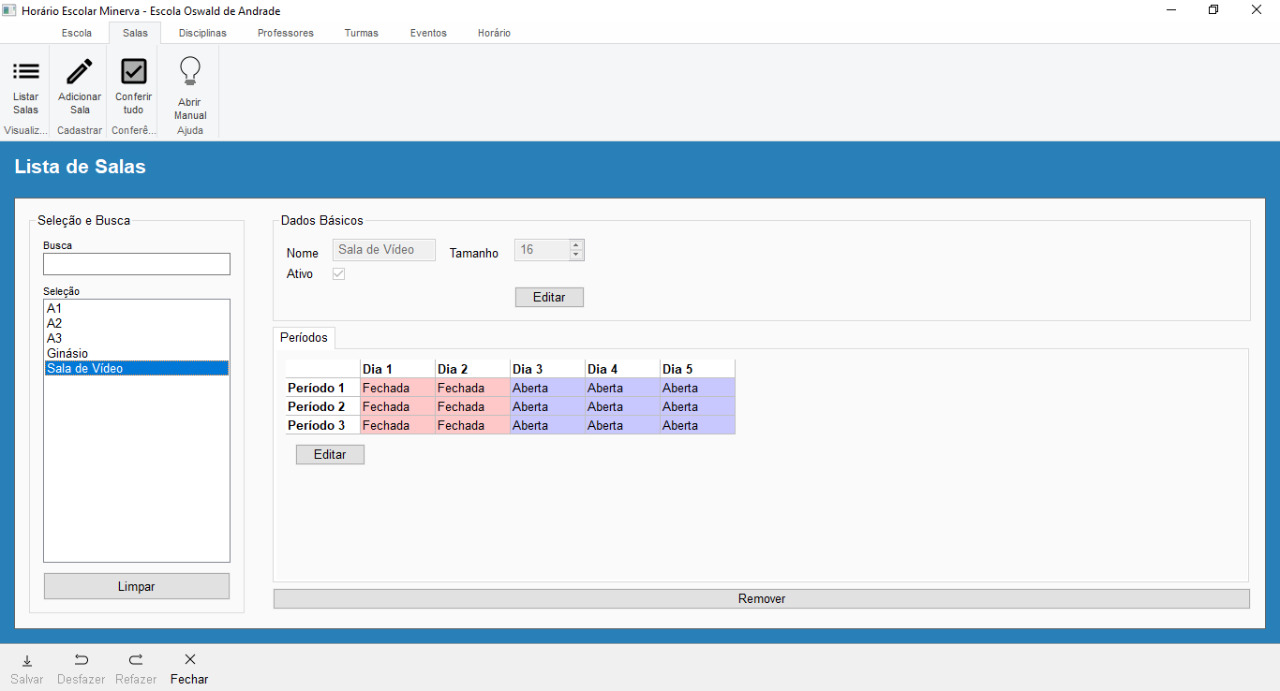 Horário Escolar Minerva - Escola Oswald de Andrade
Escola Salas Disciplinas Professores Turmas Eventos Horário
Listar Salas
Adicionar Sala
Conferir tudo
Abrir Manual
Visualiz... Cadastrar Conferê... Ajuda
Lista de Salas
Seleção e Busca
Busca
Seleção
A1
A2
A3
Ginásio
Sala de Vídeo
Limpar
Dados Básicos
Nome Sala de Vídeo Tamanho 16
Ativo
Editar
Períodos
Dia 1 Dia 2 Dia 3 Dia 4 Dia 5
Período 1 Fechada Fechada Aberta Aberta Aberta
Período 2 Fechada Fechada Aberta Aberta Aberta
Período 3 Fechada Fechada Aberta Aberta Aberta
Editar
Remover
Salvar Desfazer Refazer Fechar